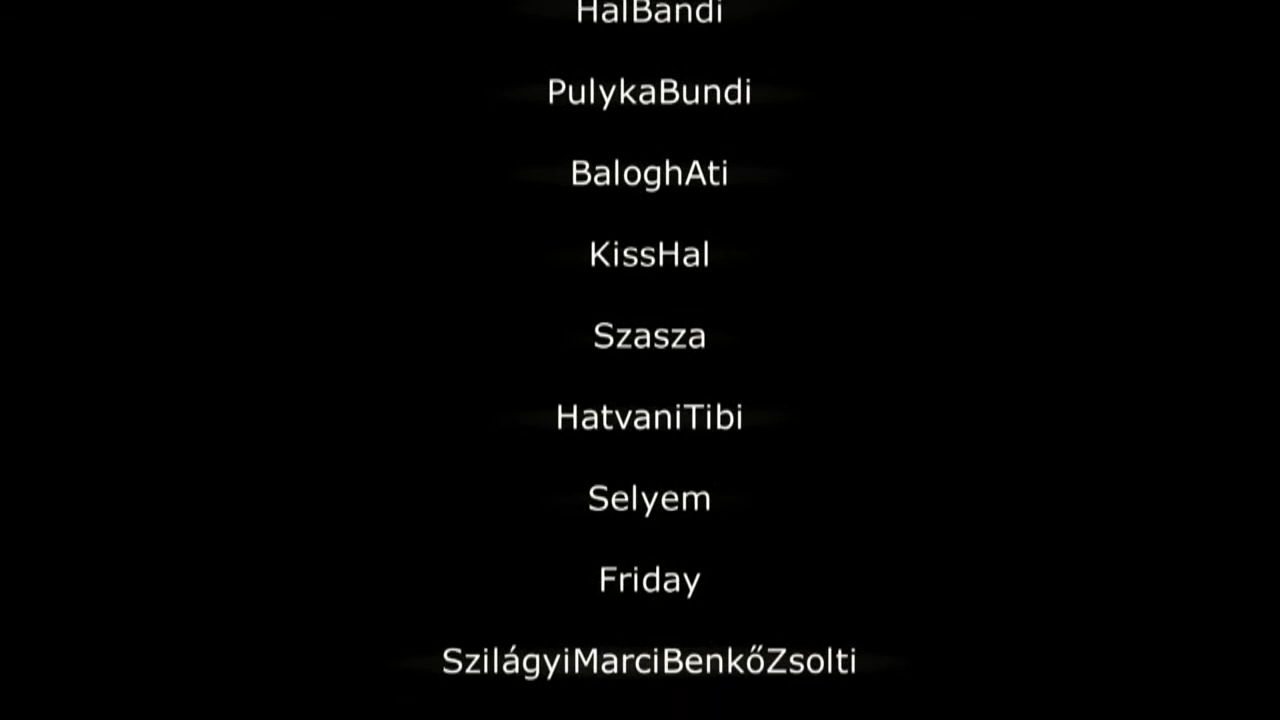 HalBandi
PulykaBundi
BaloghAti
KissHal
Szasza
HatvaniTibi
Selyem
Friday
SzilágyiMarciBenkőZsolti